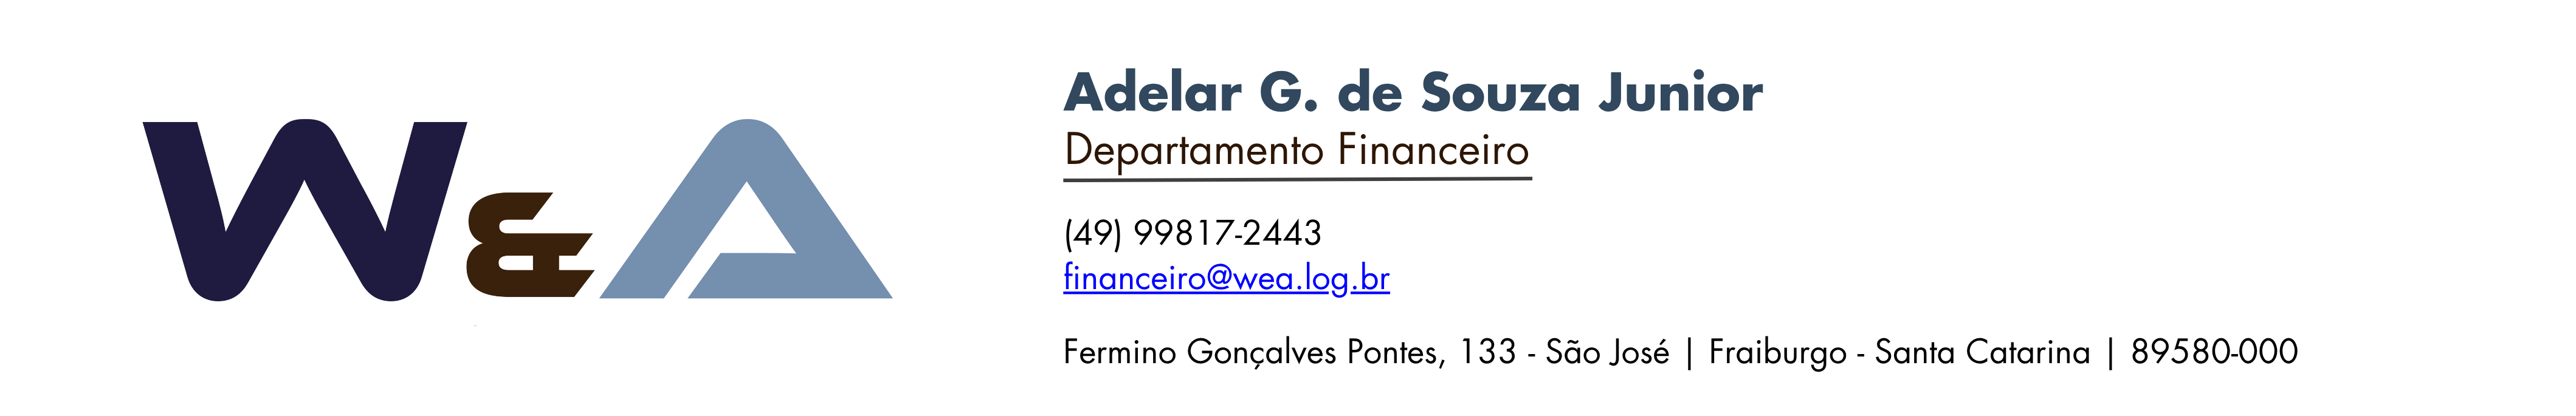 W&A
Adelar G. de Souza Junior
Departamento Financeiro
(49) 99817-2443
financeiro@wea.log.br
Fermino Gonçalves Pontes, 133 - São José | Fraiburgo - Santa Catarina | 89580-000